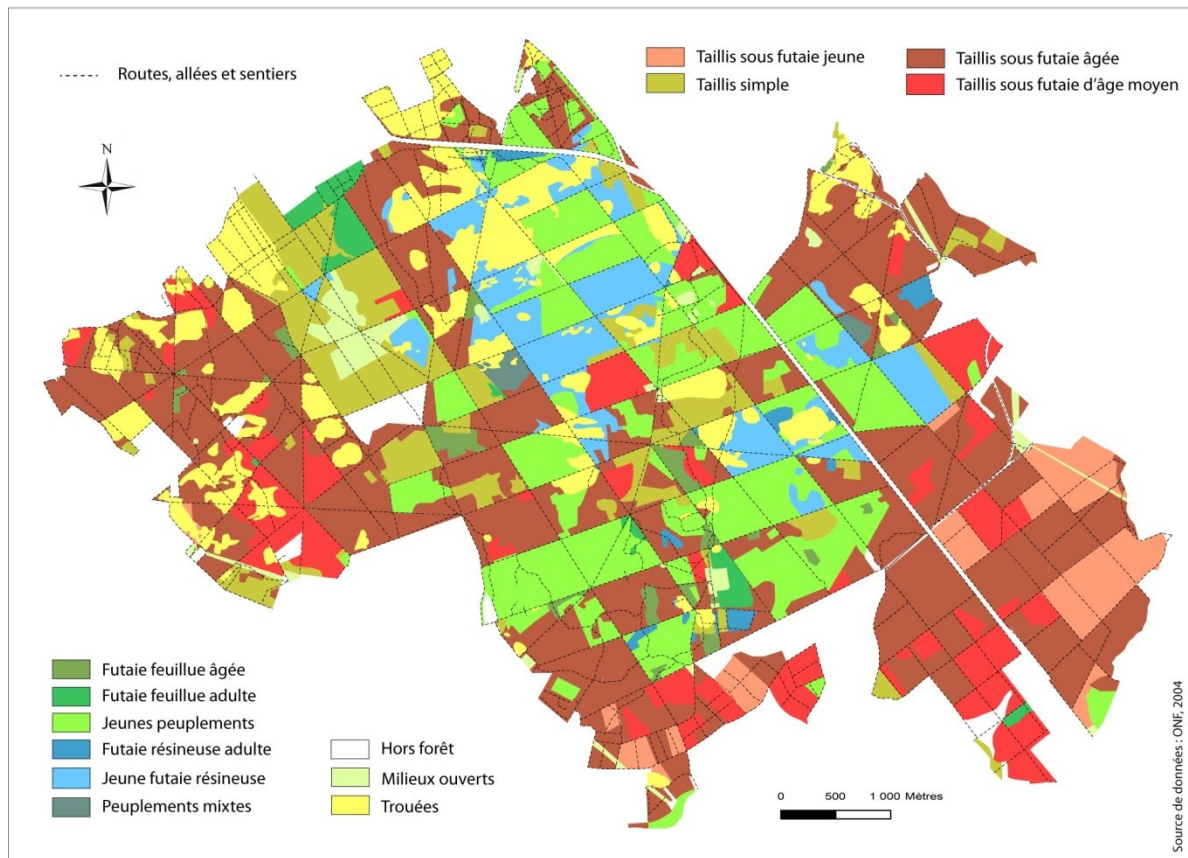 Routes, allées et sentiers
Taillis sous futaie jeune
Taillis simple
Taillis sous futaie âgée
Taillis sous futaie d'âge moyen
N
Futaie feuillue âgée
Futaie feuillue adulte
Jeunes peuplements
Futaie résineuse adulte
Jeune futaie résineuse
Peuplements mixtes
Hors forêt
Milieux ouverts
Trouées
0 500 1 000 Mètres
Source de données : ONF, 2004